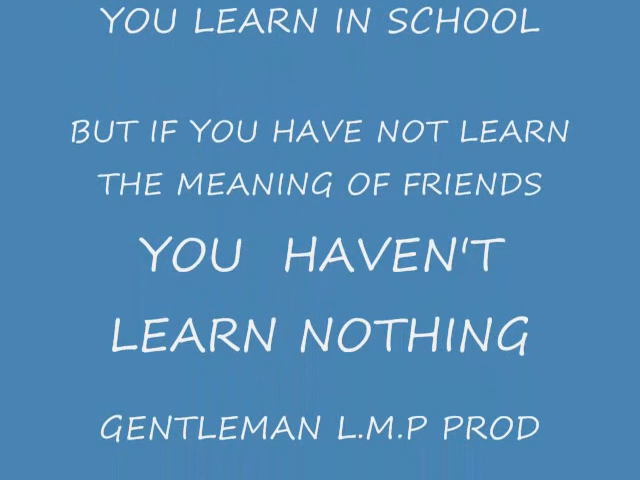 YOU LEARN IN SCHOOL
BUT IF YOU HAVE NOT LEARN
THE MEANING OF FRIENDS
YOU HAVEN'T
LEARN NOTHING
GENTLEMAN L.M.P PROD